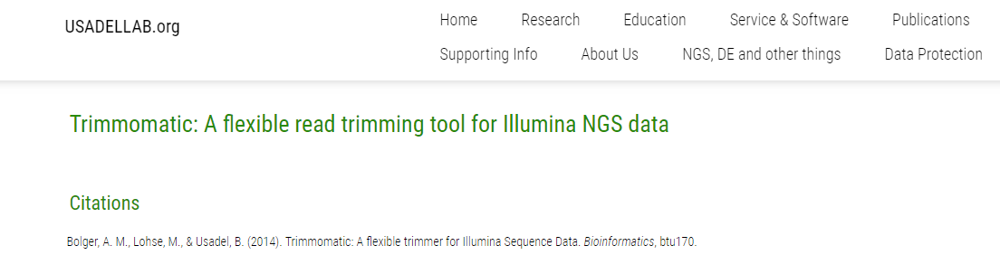 USADELLAB.org
Home Research Education Service & Software Publications
Supporting Info About Us NGS, DE and other things Data Protection
Trimmomatic: A flexible read trimming tool for Illumina NGS data
Citations
Bolger, A. M., Lohse, M., & Usadel, B. (2014). Trimmomatic: A flexible trimmer for Illumina Sequence Data. Bioinformatics, btu170.